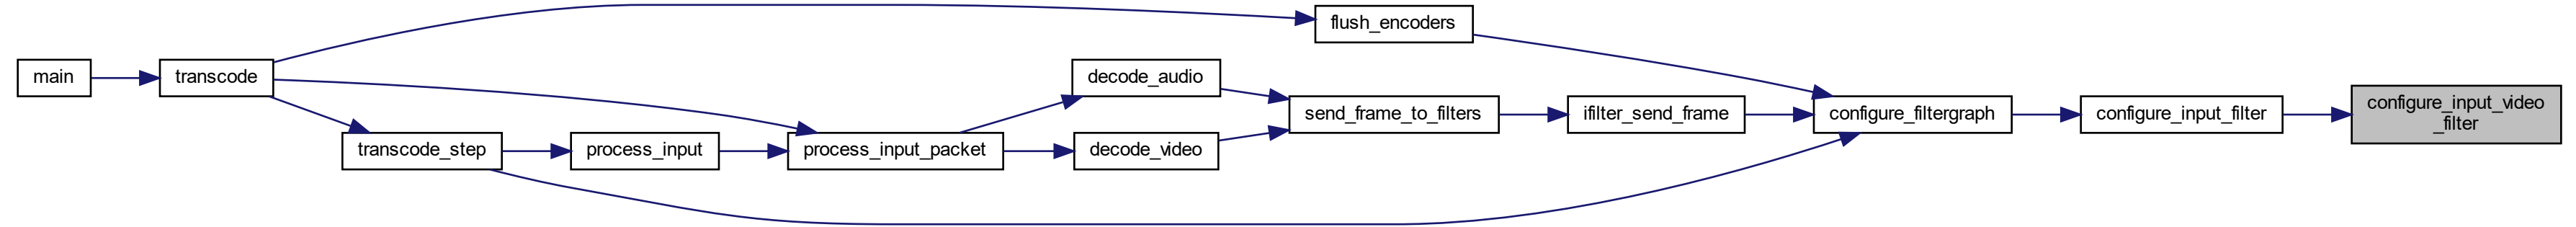 main
transcode
transcode_step
process_input
process_input_packet
decode_audio
decode_video
flush_encoders
send_frame_to_filters
ifilter_send_frame
configure_filtergraph
configure_input_filter
configure_input_video
_filter